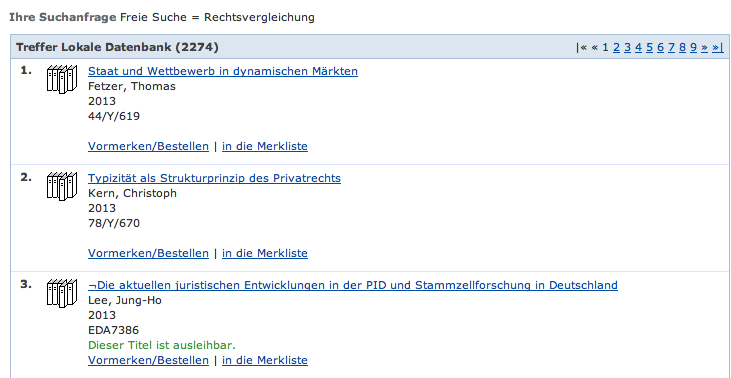 Ihre Suchanfrage Freie Suche = Rechtsvergleichung
Treffer Lokale Datenbank (2274) |« « 1 2 3 4 5 6 7 8 9 » »|
1. Staat und Wettbewerb in dynamischen Märkten
Fetzer, Thomas
2013
44/Y/619
Vormerken/Bestellen | in die Merkliste
2. Typizität als Strukturprinzip des Privatrechts
Kern, Christoph
2013
78/Y/670
Vormerken/Bestellen | in die Merkliste
3. ¬Die aktuellen juristischen Entwicklungen in der PID und Stammzellforschung in Deutschland
Lee, Jung-Ho
2013
EDA7386
Dieser Titel ist ausleihbar.
Vormerken/Bestellen | in die Merkliste